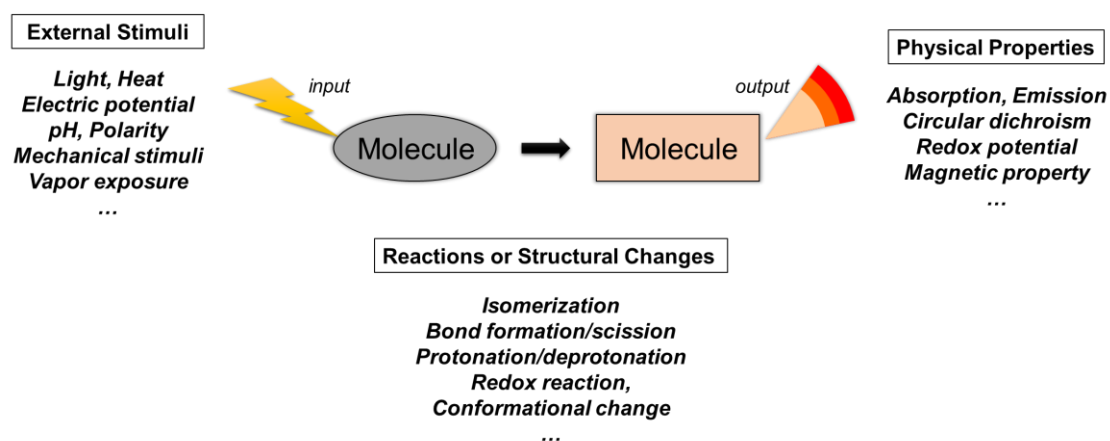 External Stimuli
Light, Heat
Electric potential
pH, Polarity
Mechanical stimuli
Vapor exposure
…
input
Molecule
Molecule
output
Physical Properties
Absorption, Emission
Circular dichroism
Redox potential
Magnetic property
…
Reactions or Structural Changes
Isomerization
Bond formation/scission
Protonation/deprotonation
Redox reaction,
Conformational change
…